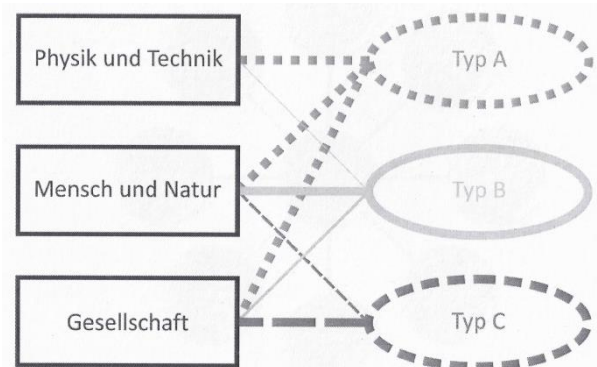 Physik und Technik
Typ A
Mensch und Natur
Typ B
Gesellschaft
Typ C